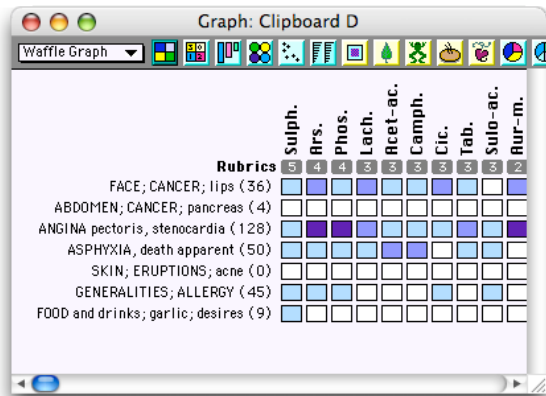 Graph: Clipboard D
Waffle Graph
Sulph. Ars. Phos. Lach. Acet-ac. Camph. Cic. Tab. Sulo-ac. Aur-m.
Rubrics 5 4 4 3 3 3 3 3 3 2
FACE; CANCER; lips (36)
ABDOMEN; CANCER; pancreas (4)
ANGINA pectoris, stenocardia (128)
ASPHYXIA, death apparent (50)
SKIN; ERUPTIONS; acne (0)
GENERALITIES; ALLERGY (45)
FOOD and drinks; garlic; desires (9)